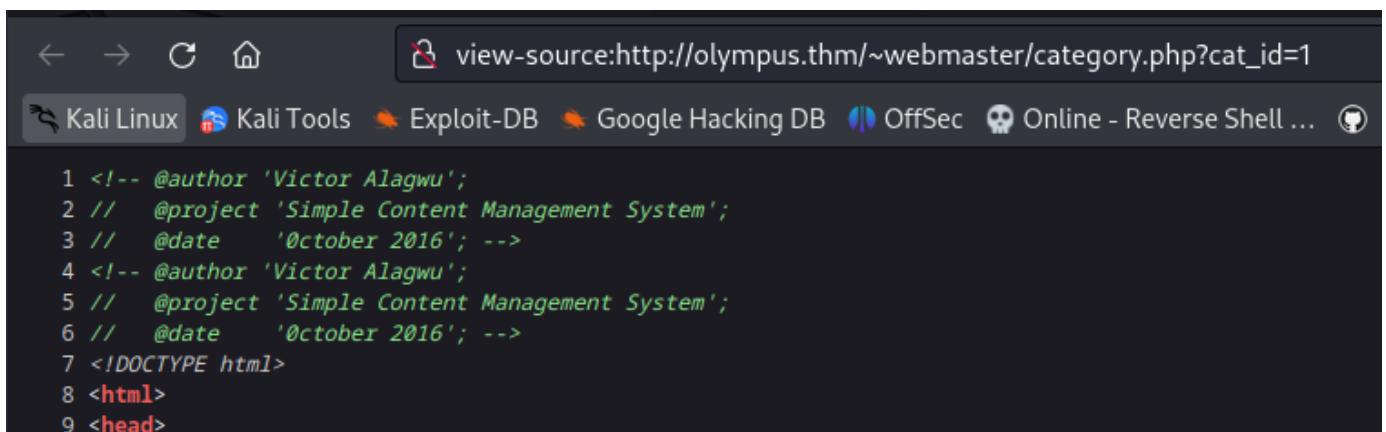 view-source:http://olympus.thm/~webmaster/category.php?cat_id=1
Kali Linux Kali Tools Exploit-DB Google Hacking DB OffSec Online - Reverse Shell ...
1 <!-- @author 'Victor Alagwu';
2 // @project 'Simple Content Management System';
3 // @date '0ctober 2016'; -->
4 <!-- @author 'Victor Alagwu';
5 // @project 'Simple Content Management System';
6 // @date '0ctober 2016'; -->
7 <!DOCTYPE html>
8 <html>
9 <head>